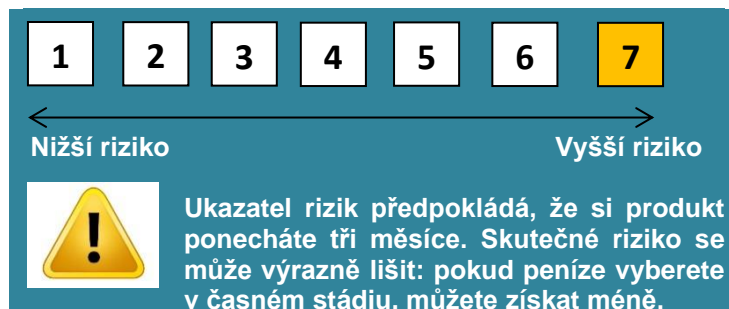 1 2 3 4 5 6 7
Nižší riziko Vyšší riziko
Ukazatel rizik předpokládá, že si produkt
ponecháte tři měsíce. Skutečné riziko se
může výrazně lišit: pokud peníze vyberete
v časném stádiu, můžete získat méně.